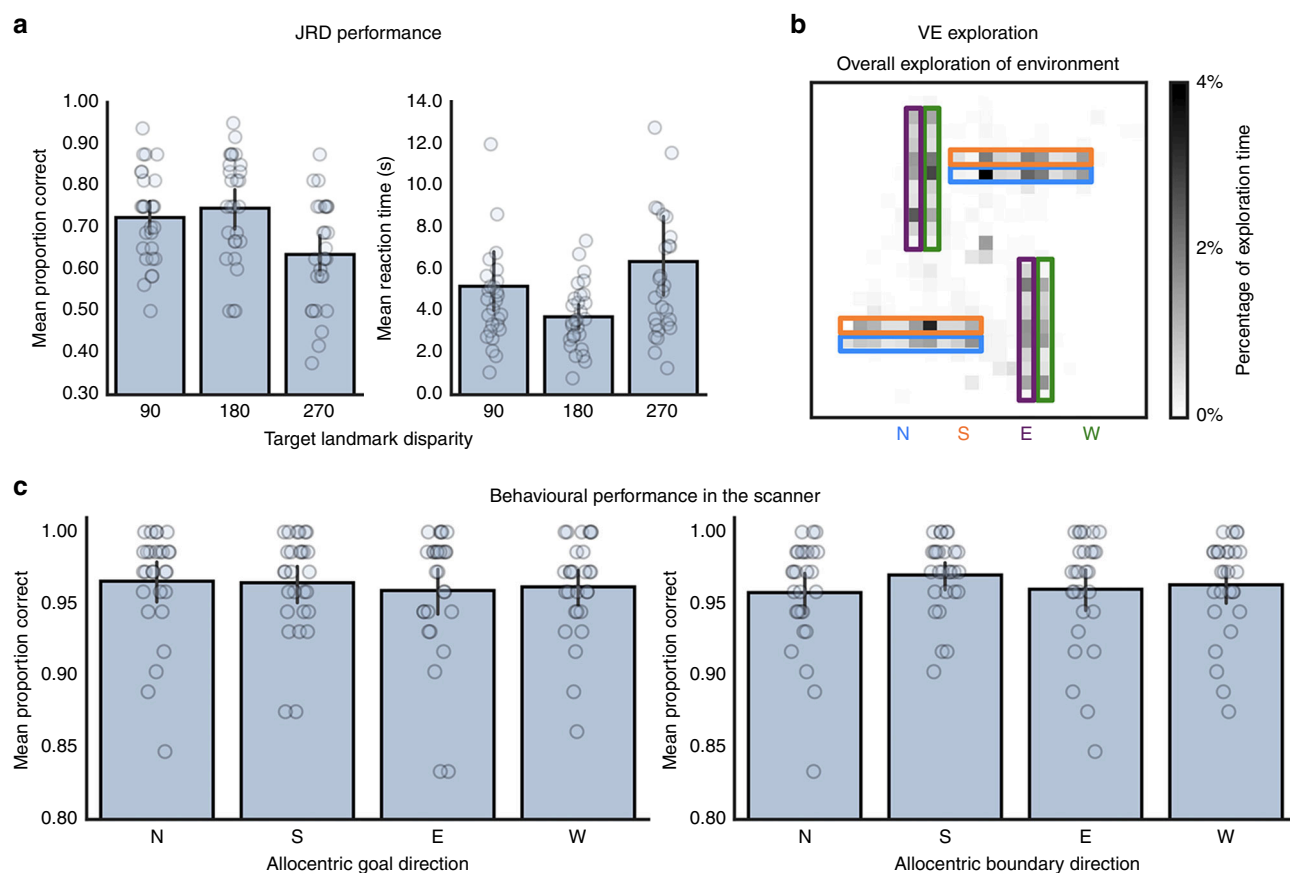 a
JRD performance
Mean proportion correct
1.00
0.90
0.80
0.70
0.60
0.50
0.40
0.30
90 180 270
Mean reaction time (s)
14.0
12.0
10.0
8.0
6.0
4.0
2.0
0.0
90 180 270
Target landmark disparity
b
VE exploration
Overall exploration of environment
N S E W
4%
2%
0%
Percentage of exploration time
c
Behavioural performance in the scanner
Mean proportion correct
1.00
0.95
0.90
0.85
0.80
N S E W
Allocentric goal direction
Mean proportion correct
1.00
0.95
0.90
0.85
0.80
N S E W
Allocentric boundary direction